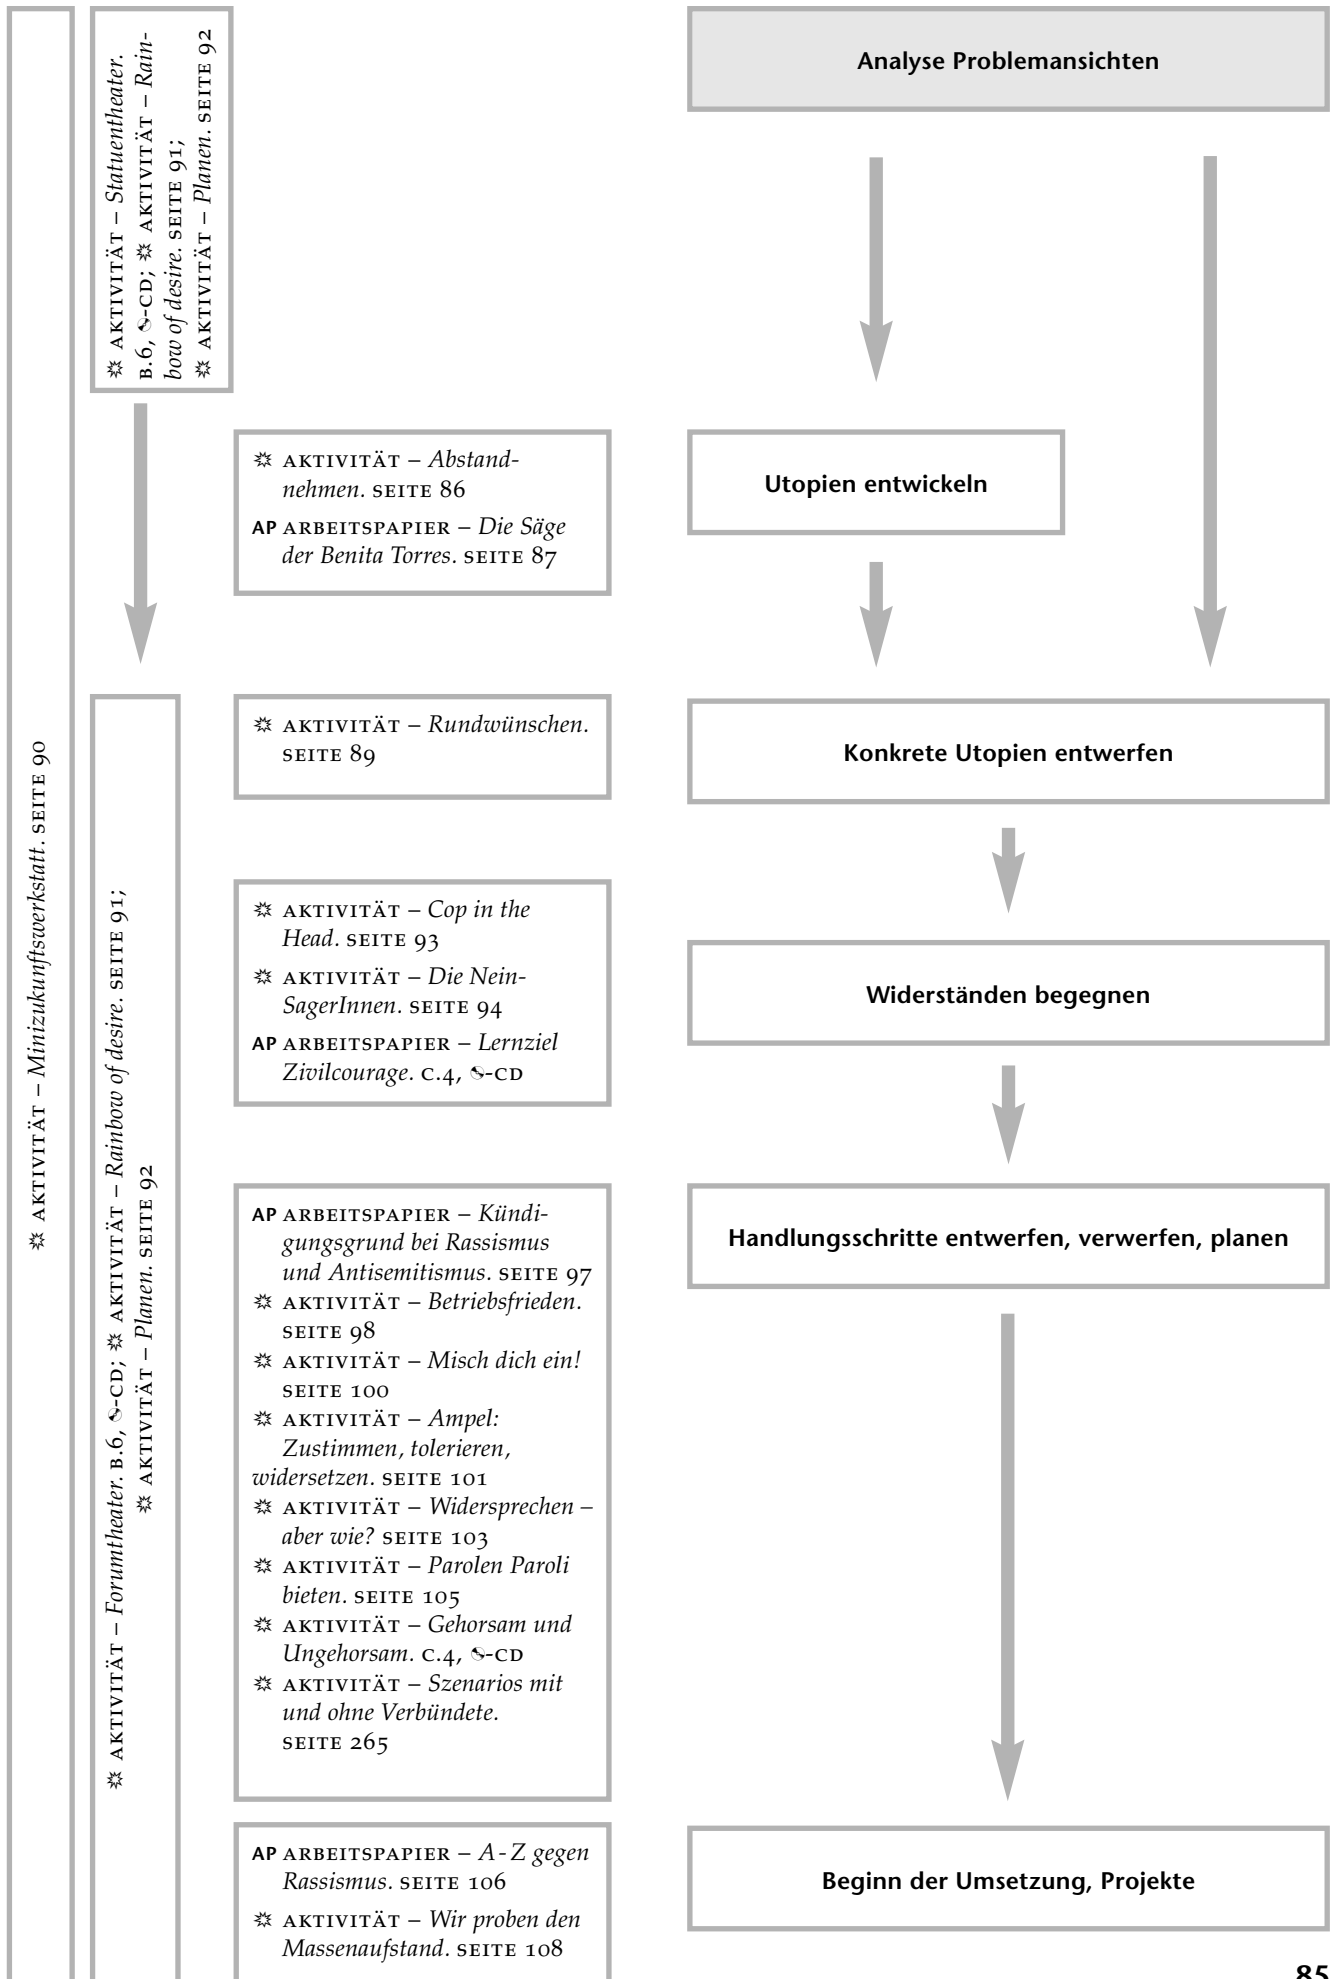 ※ AKTIVITÄT – Minizukunftswerkstatt. SEITE 90
※ AKTIVITÄT – Statuentheater.
B.6, -CD; ※ AKTIVITÄT – Rain-
bow of desire. SEITE 91;
※ AKTIVITÄT – Planen. SEITE 92
※ AKTIVITÄT – Forumtheater. B.6, -CD; ※ AKTIVITÄT – Rainbow of desire. SEITE 91;
※ AKTIVITÄT – Planen. SEITE 92
※ AKTIVITÄT – Abstand-
nehmen. SEITE 86
AP ARBEITSPAPIER – Die Säge
der Benita Torres. SEITE 87
※ AKTIVITÄT – Rundwünschen.
SEITE 89
※ AKTIVITÄT – Cop in the
Head. SEITE 93
※ AKTIVITÄT – Die Nein-
SagerInnen. SEITE 94
AP ARBEITSPAPIER – Lernziel
Zivilcourage. C.4, -CD
AP ARBEITSPAPIER – Kündi-
gungsgrund bei Rassismus
und Antisemitismus. SEITE 97
※ AKTIVITÄT – Betriebsfrieden.
SEITE 98
※ AKTIVITÄT – Misch dich ein!
SEITE 100
※ AKTIVITÄT – Ampel:
Zustimmen, tolerieren,
widersetzen. SEITE 101
※ AKTIVITÄT – Widersprechen –
aber wie? SEITE 103
※ AKTIVITÄT – Parolen Paroli
bieten. SEITE 105
※ AKTIVITÄT – Gehorsam und
Ungehorsam. C.4, -CD
※ AKTIVITÄT – Szenarios mit
und ohne Verbündete.
SEITE 265
AP ARBEITSPAPIER – A-Z gegen
Rassismus. SEITE 106
※ AKTIVITÄT – Wir proben den
Massenaufstand. SEITE 108
Analyse Problemansichten
Utopien entwickeln
Konkrete Utopien entwerfen
Widerständen begegnen
Handlungsschritte entwerfen, verwerfen, planen
Beginn der Umsetzung, Projekte
85